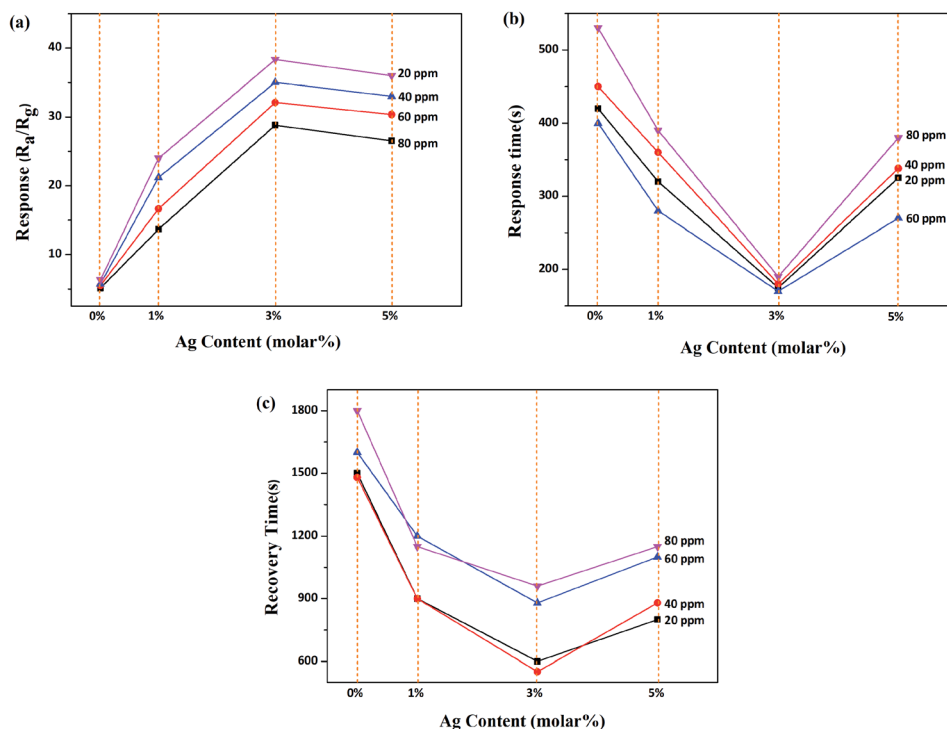 (a)
40
30
20
10
Response (Ra/Rg)
20 ppm
40 ppm
60 ppm
80 ppm
0% 1% 3% 5%
Ag Content (molar%)
(b)
500
400
300
200
Response time(s)
80 ppm
40 ppm
20 ppm
60 ppm
0% 1% 3% 5%
Ag Content (molar%)
(c)
1800
1500
1200
900
600
Recovery Time(s)
80 ppm
60 ppm
40 ppm
20 ppm
0% 1% 3% 5%
Ag Content (molar%)